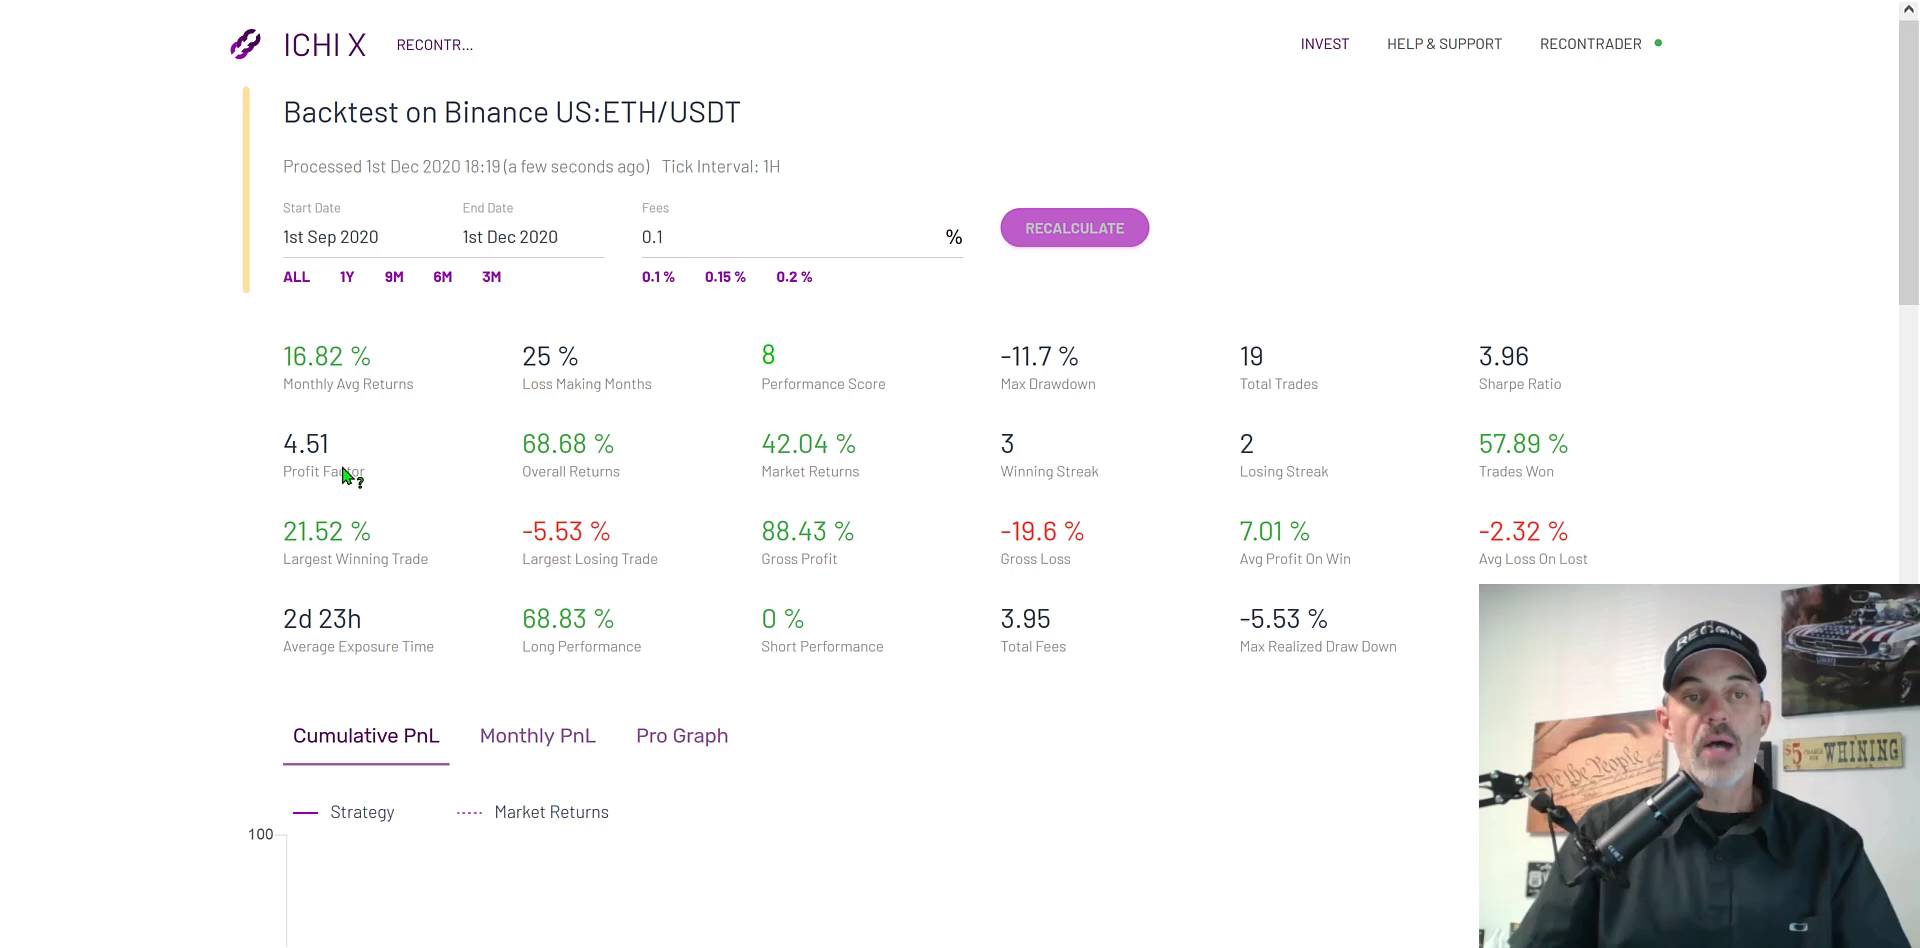 ICHI X RECONTR... INVEST HELP & SUPPORT RECONTRADER
Backtest on Binance US:ETH/USDT
Processed 1st Dec 2020 18:19 (a few seconds ago) Tick Interval: 1H
Start Date End Date Fees
1st Sep 2020 1st Dec 2020 0.1 % RECALCULATE
ALL 1Y 9M 6M 3M 0.1 % 0.15 % 0.2 %
16.82 % 25 % 8 -11.7 % 19 3.96
Monthly Avg Returns Loss Making Months Performance Score Max Drawdown Total Trades Sharpe Ratio
4.51 68.68 % 42.04 % 3 2 57.89 %
Profit Factor Overall Returns Market Returns Winning Streak Losing Streak Trades Won
21.52 % -5.53 % 88.43 % -19.6 % 7.01 % -2.32 %
Largest Winning Trade Largest Losing Trade Gross Profit Gross Loss Avg Profit On Win Avg Loss On Lost
2d 23h 68.83 % 0 % 3.95 -5.53 %
Average Exposure Time Long Performance Short Performance Total Fees Max Realized Draw Down
Cumulative PnL Monthly PnL Pro Graph
Strategy Market Returns
100
RECON
We the People
$5 WHINING